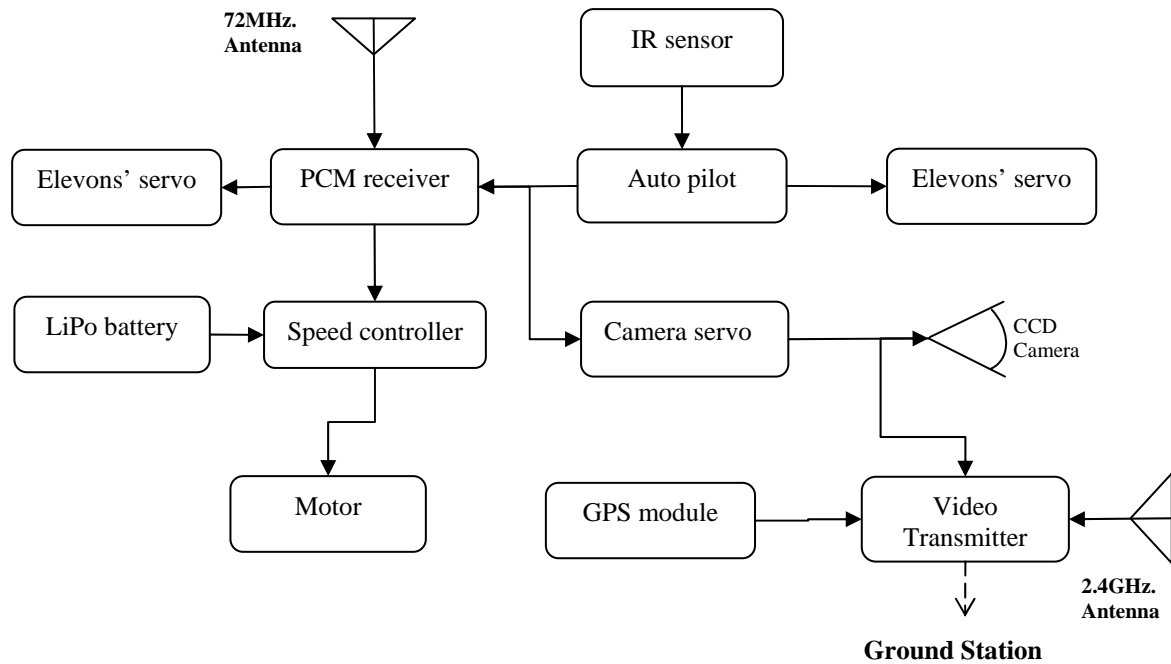 72MHz.
Antenna
IR sensor
Elevons’ servo
PCM receiver
Auto pilot
Elevons’ servo
LiPo battery
Speed controller
Camera servo
CCD
Camera
Motor
GPS module
Video
Transmitter
2.4GHz.
Antenna
Ground Station